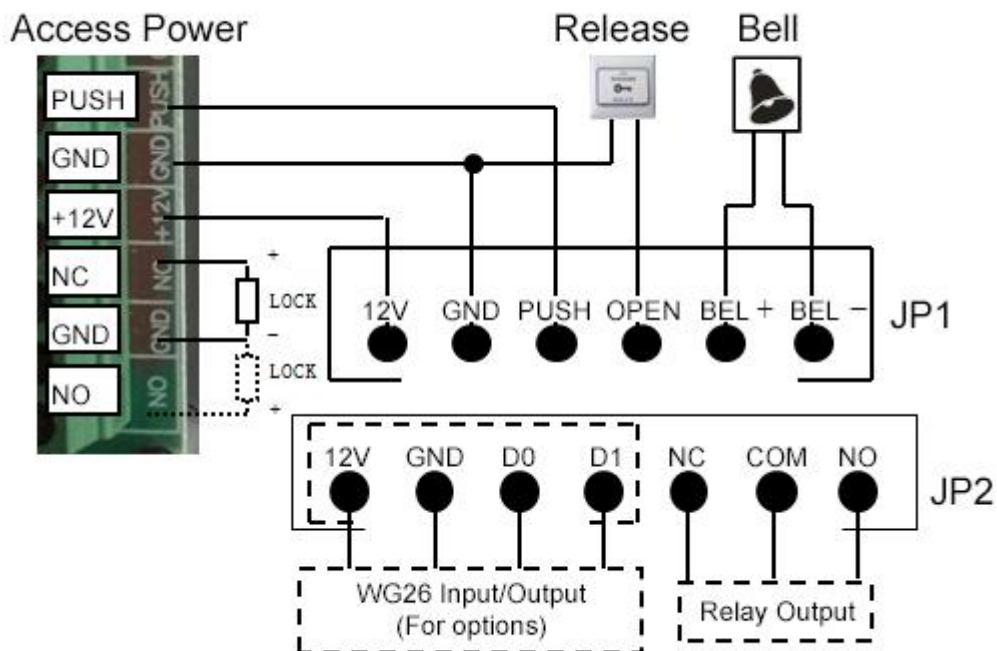 Access Power
Release
Bell
PUSH
PUSH
GND
GND
+12V
+12V
NC
NC
GND
GND
NO
NO
+
LOCK
−
LOCK
+
12V GND PUSH OPEN BEL + BEL −
JP1
12V GND D0 D1 NC COM NO
JP2
WG26 Input/Output
(For options)
Relay Output